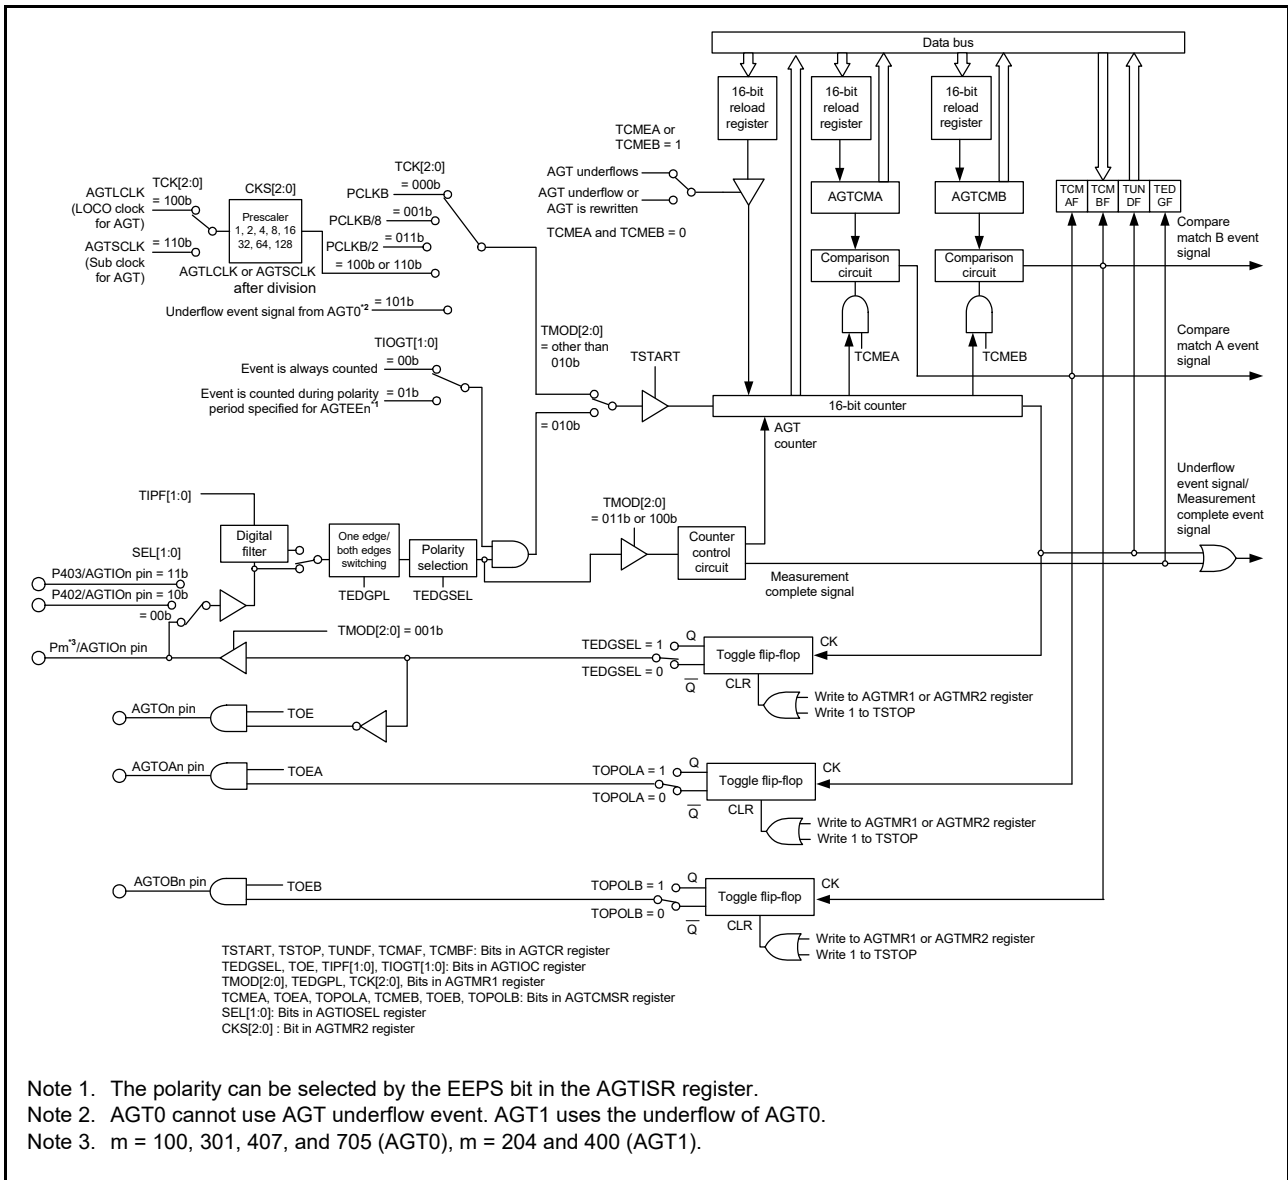 Data bus
16-bit
reload
register
16-bit
reload
register
16-bit
reload
register
TCMEA or
TCMEB = 1
AGT underflows
AGT underflow or
AGT is rewritten
TCMEA and TCMEB = 0
TCK[2:0]
PCLKB
= 000b
PCLKB/8
= 001b
PCLKB/2
= 011b
= 100b or 110b
AGTLCLK
(LOCO clock
for AGT)
TCK[2:0]
= 100b
AGTSCLK
(Sub clock
for AGT)
= 110b
CKS[2:0]
Prescaler
1, 2, 4, 8, 16
32, 64, 128
AGTLCLK or AGTSCLK
after division
Underflow event signal from AGT0*2
= 101b
AGTCMA
AGTCMB
TCM
AF
TCM
BF
TUN
DF
TED
GF
Comparison
circuit
Comparison
circuit
Compare
match B event
signal
TCMEA
TCMEB
Compare
match A event
signal
TIOGT[1:0]
Event is always counted
= 00b
Event is counted during polarity
period specified for AGTEEn*1
= 01b
TMOD[2:0]
= other than
010b
= 010b
TSTART
16-bit counter
AGT
counter
Underflow
event signal/
Measurement
complete event
signal
TIPF[1:0]
Digital
filter
One edge/
both edges
switching
Polarity
selection
TEDGPL
TEDGSEL
TMOD[2:0]
= 011b or 100b
Counter
control
circuit
Measurement
complete signal
SEL[1:0]
P403/AGTIOn pin = 11b
P402/AGTIOn pin = 10b
= 00b
Pm*3/AGTIOn pin
TMOD[2:0] = 001b
TEDGSEL = 1
TEDGSEL = 0
Q
Q
Toggle flip-flop
CK
CLR
Write to AGTMR1 or AGTMR2 register
Write 1 to TSTOP
AGTOn pin
TOE
AGTOAn pin
TOEA
TOPOLA = 1
TOPOLA = 0
Q
Q
Toggle flip-flop
CK
CLR
Write to AGTMR1 or AGTMR2 register
Write 1 to TSTOP
AGTOBn pin
TOEB
TOPOLB = 1
TOPOLB = 0
Q
Q
Toggle flip-flop
CK
CLR
Write to AGTMR1 or AGTMR2 register
Write 1 to TSTOP
TSTART, TSTOP, TUNDF, TCMAF, TCMBF: Bits in AGTCR register
TEDGSEL, TOE, TIPF[1:0], TIOGT[1:0]: Bits in AGTIOC register
TMOD[2:0], TEDGPL, TCK[2:0], Bits in AGTMR1 register
TCMEA, TOEA, TOPOLA, TCMEB, TOEB, TOPOLB: Bits in AGTCMSR register
SEL[1:0]: Bits in AGTIOSEL register
CKS[2:0] : Bit in AGTMR2 register
Note 1. The polarity can be selected by the EEPS bit in the AGTISR register.
Note 2. AGT0 cannot use AGT underflow event. AGT1 uses the underflow of AGT0.
Note 3. m = 100, 301, 407, and 705 (AGT0), m = 204 and 400 (AGT1).